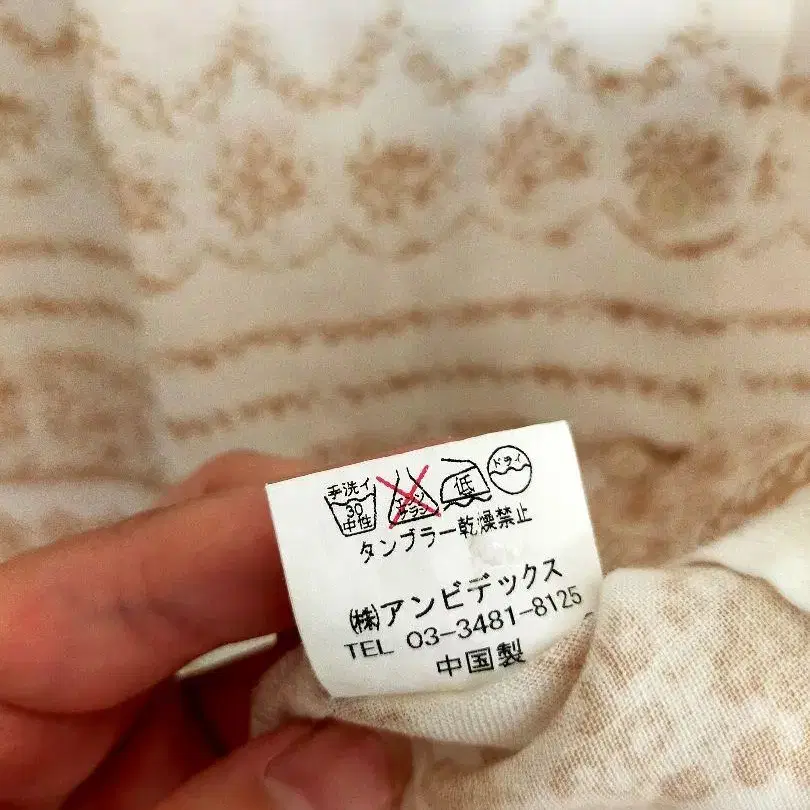 手洗イ
30
中性
エンソ
サラシ
低
ドライ
タンブラー乾燥禁止
㈱アンビデックス
TEL 03-3481-8125
中国製